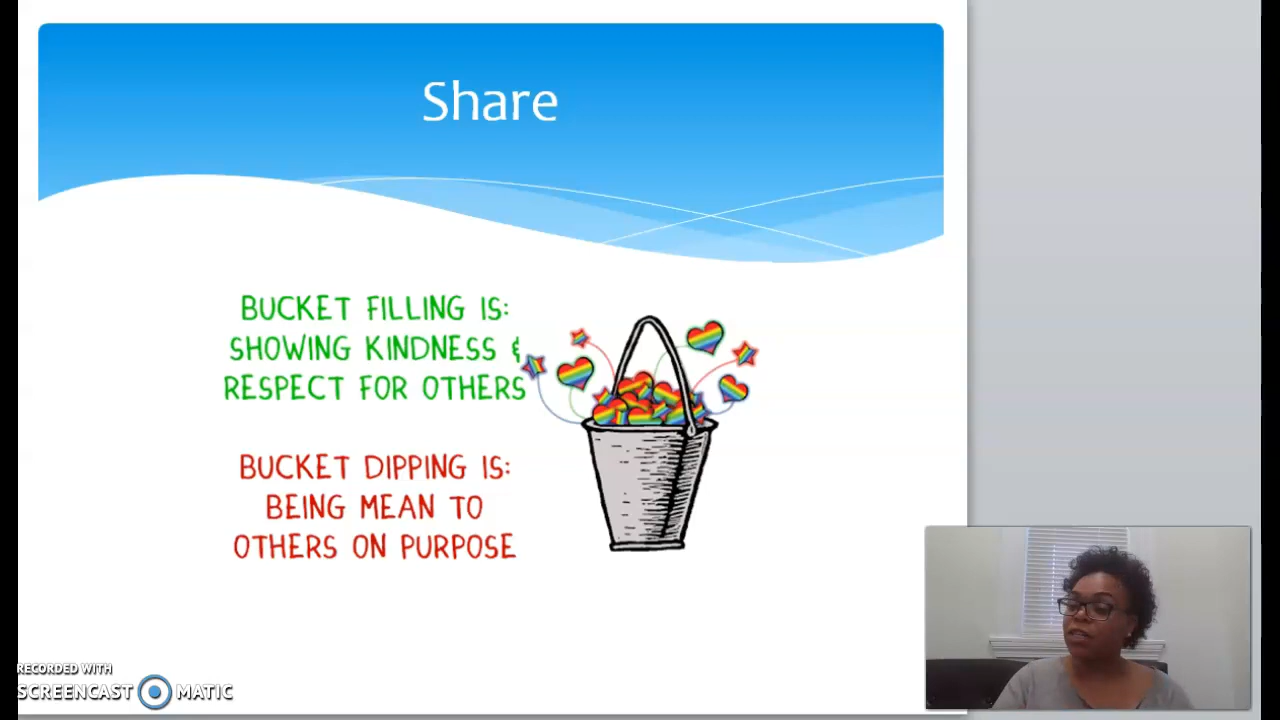 Share
BUCKET FILLING IS:
SHOWING KINDNESS &
RESPECT FOR OTHERS
BUCKET DIPPING IS:
BEING MEAN TO
OTHERS ON PURPOSE
RECORDED WITH
SCREENCAST MATIC